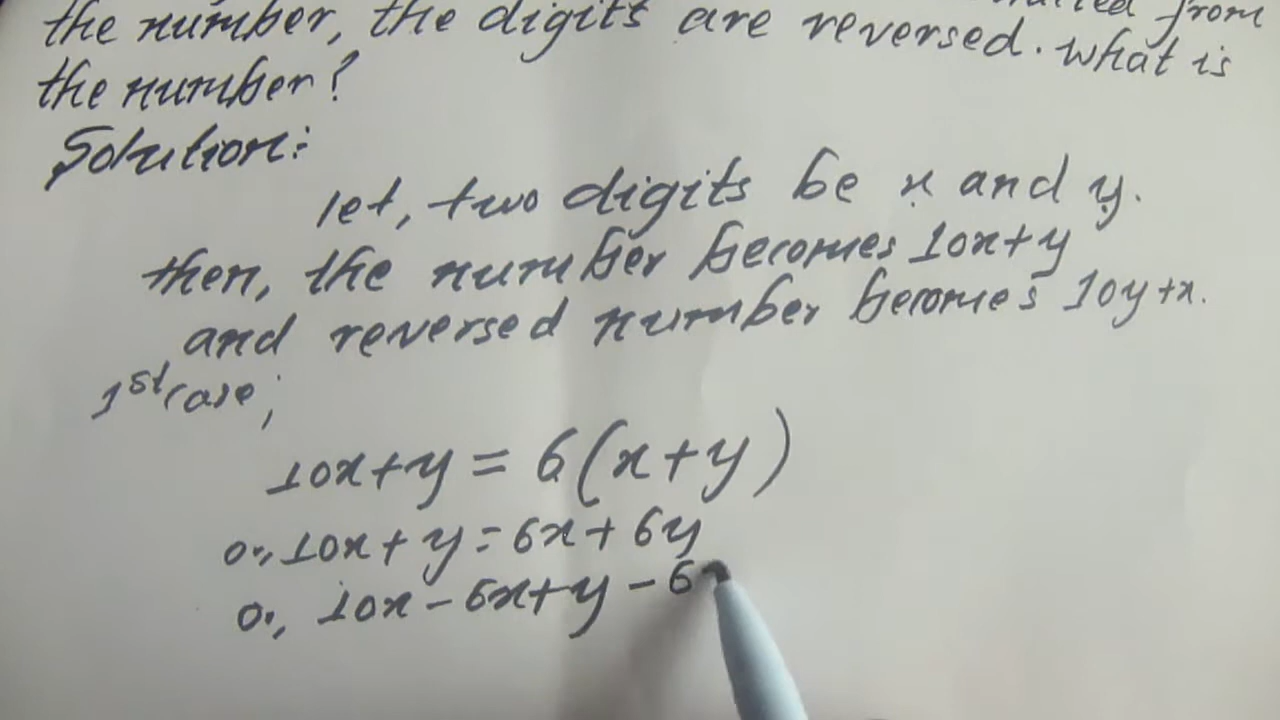 from
the number, the digits are reversed. what is
the number?
Solution:
let, two digits be x and y.
then, the number becomes 10x+y
and reversed number becomes 10y+x.
1st case;
10x+y = 6(x+y)
or, 10x + y = 6x + 6y
or, 10x - 6x + y - 6